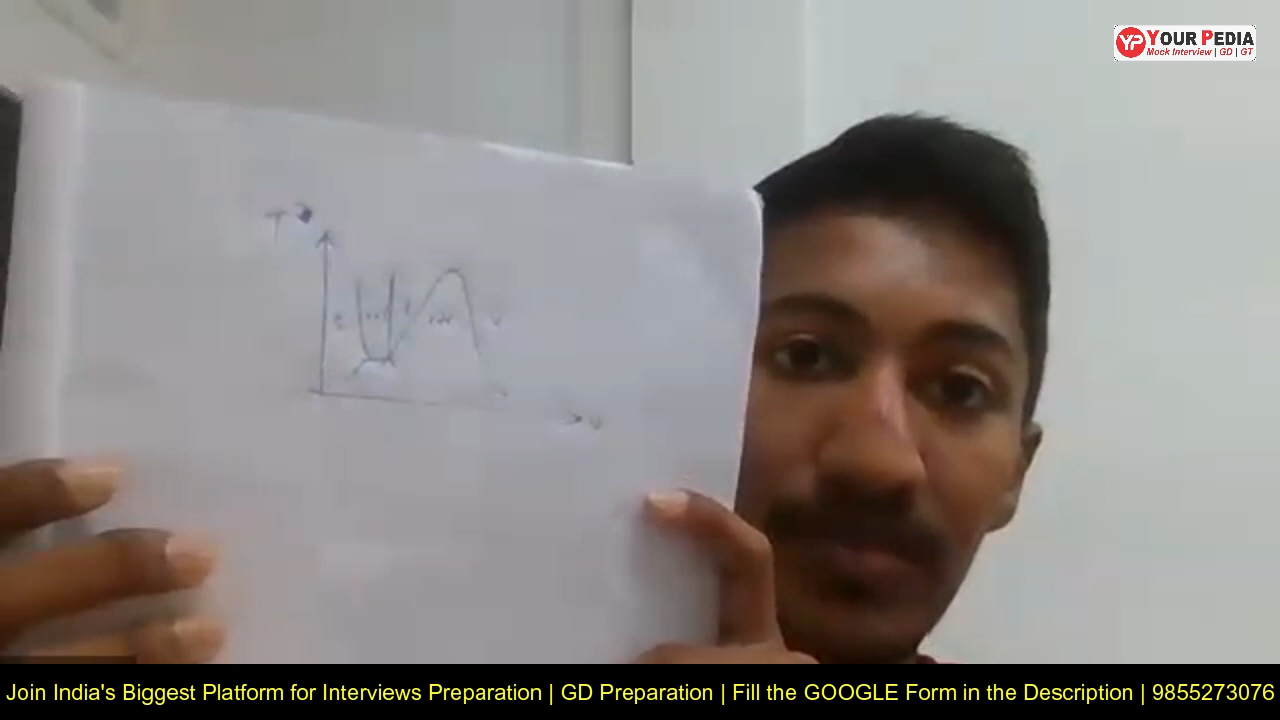 YP YOUR PEDIA
Mock Interview | GD | GT
T
Join India's Biggest Platform for Interviews Preparation | GD Preparation | Fill the GOOGLE Form in the Description | 9855273076